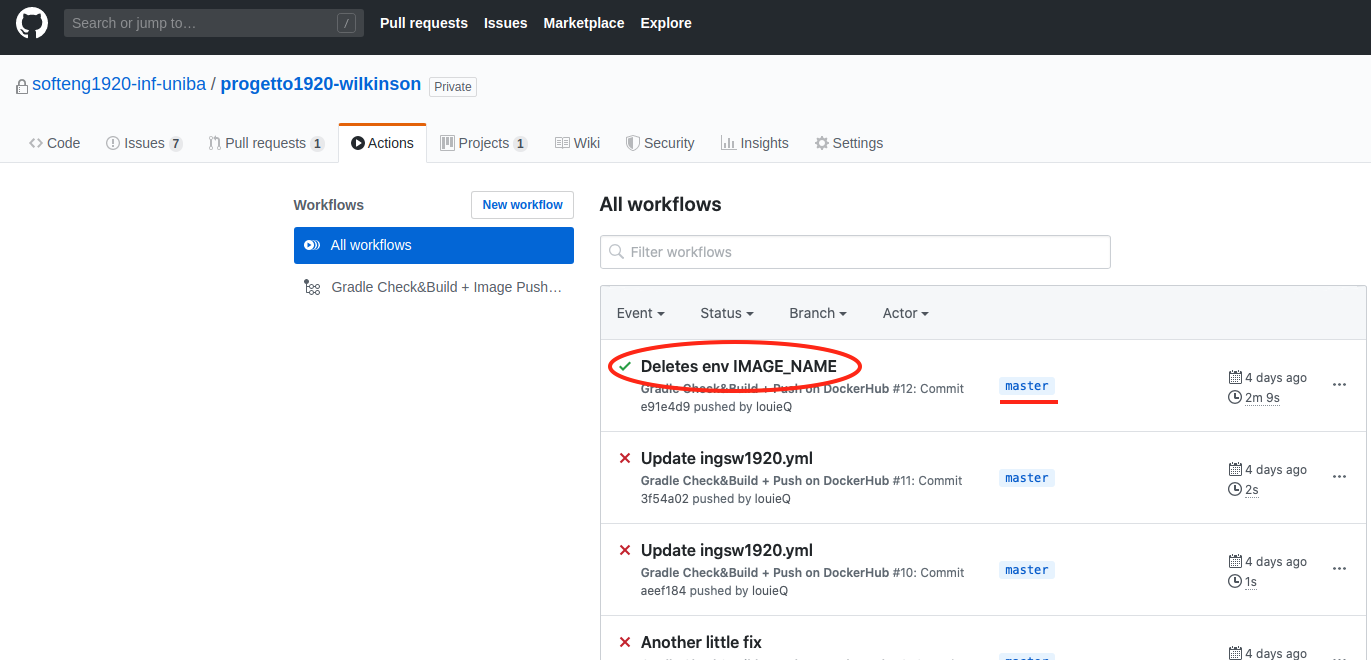 Search or jump to… /
Pull requests Issues Marketplace Explore
softeng1920-inf-uniba / progetto1920-wilkinson Private
Code Issues 7 Pull requests 1 Actions Projects 1 Wiki Security Insights Settings
Workflows
New workflow
All workflows
Gradle Check&Build + Image Push…
All workflows
Filter workflows
Event Status Branch Actor
Deletes env IMAGE_NAME
Gradle Check&Build + Push on DockerHub #12: Commit
e91e4d9 pushed by louieQ
master
4 days ago
2m 9s
Update ingsw1920.yml
Gradle Check&Build + Push on DockerHub #11: Commit
3f54a02 pushed by louieQ
master
4 days ago
2s
Update ingsw1920.yml
Gradle Check&Build + Push on DockerHub #10: Commit
aeef184 pushed by louieQ
master
4 days ago
1s
Another little fix
master
4 days ago